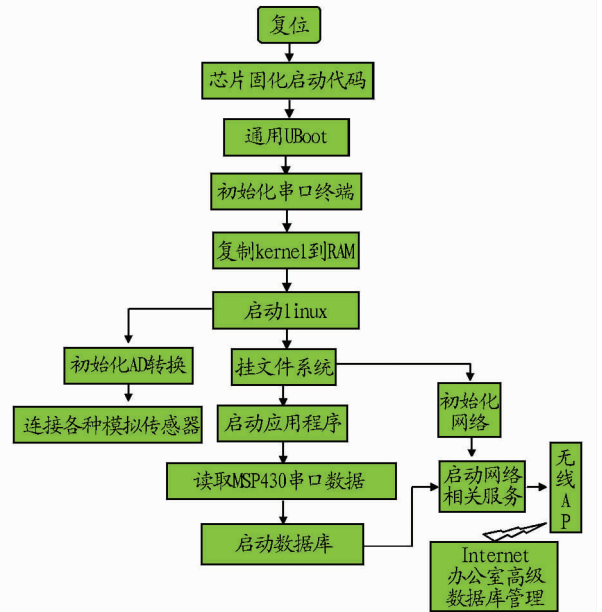 复位
芯片固化启动代码
通用UBoot
初始化串口终端
复制kernel到RAM
启动linux
初始化AD转换
挂文件系统
初始化
网络
连接各种模拟传感器
启动应用程序
读取MSP430串口数据
启动网络
相关服务
无
线
A
P
启动数据库
Internet
办公室高级
数据库管理